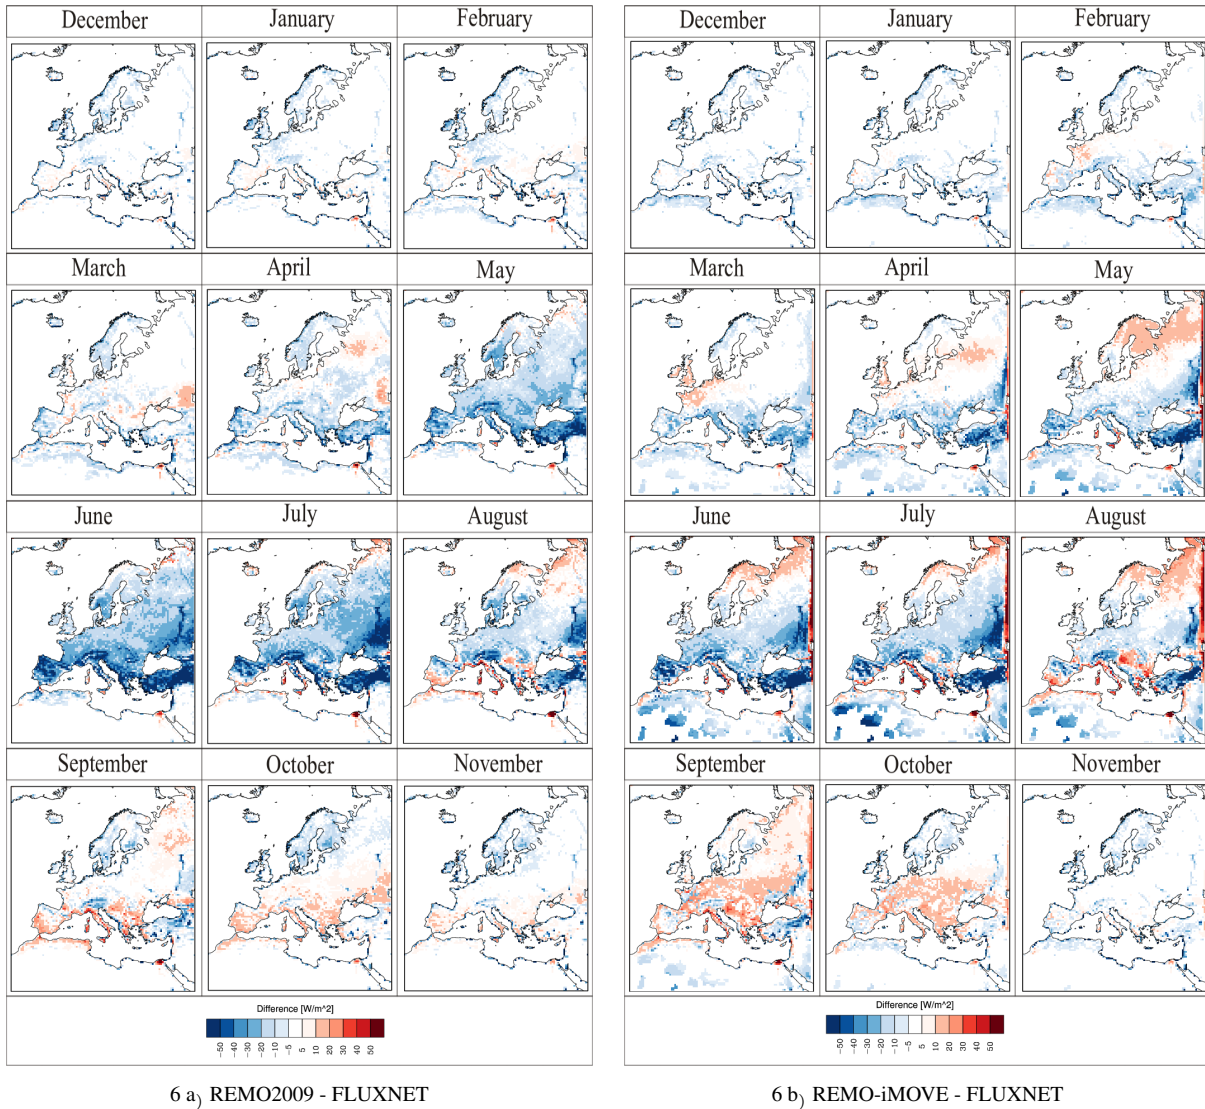 December January February
March April May
June July August
September October November
Difference [W/m^2]
−50 −40 −30 −20 −10 −5 5 10 20 30 40 50
6 a) REMO2009 - FLUXNET
December January February
March April May
June July August
September October November
Difference [W/m^2]
−50 −40 −30 −20 −10 −5 5 10 20 30 40 50
6 b) REMO-iMOVE - FLUXNET